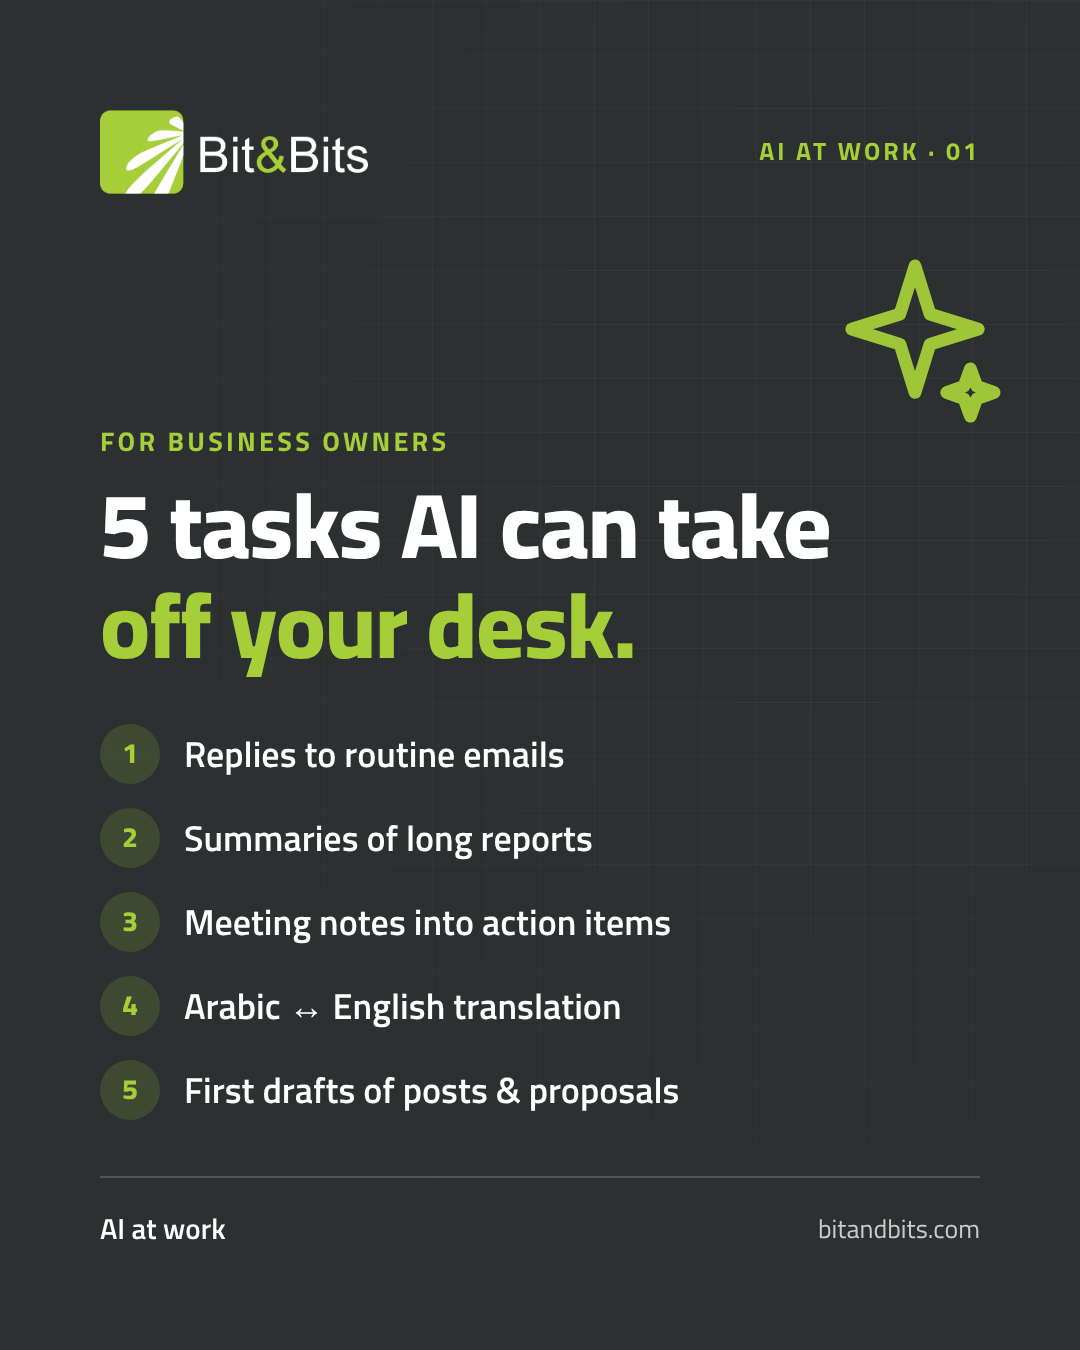 Bit&Bits
AI AT WORK · 01
FOR BUSINESS OWNERS
5 tasks AI can take
off your desk.
1 Replies to routine emails
2 Summaries of long reports
3 Meeting notes into action items
4 Arabic ↔ English translation
5 First drafts of posts & proposals
AI at work
bitandbits.com